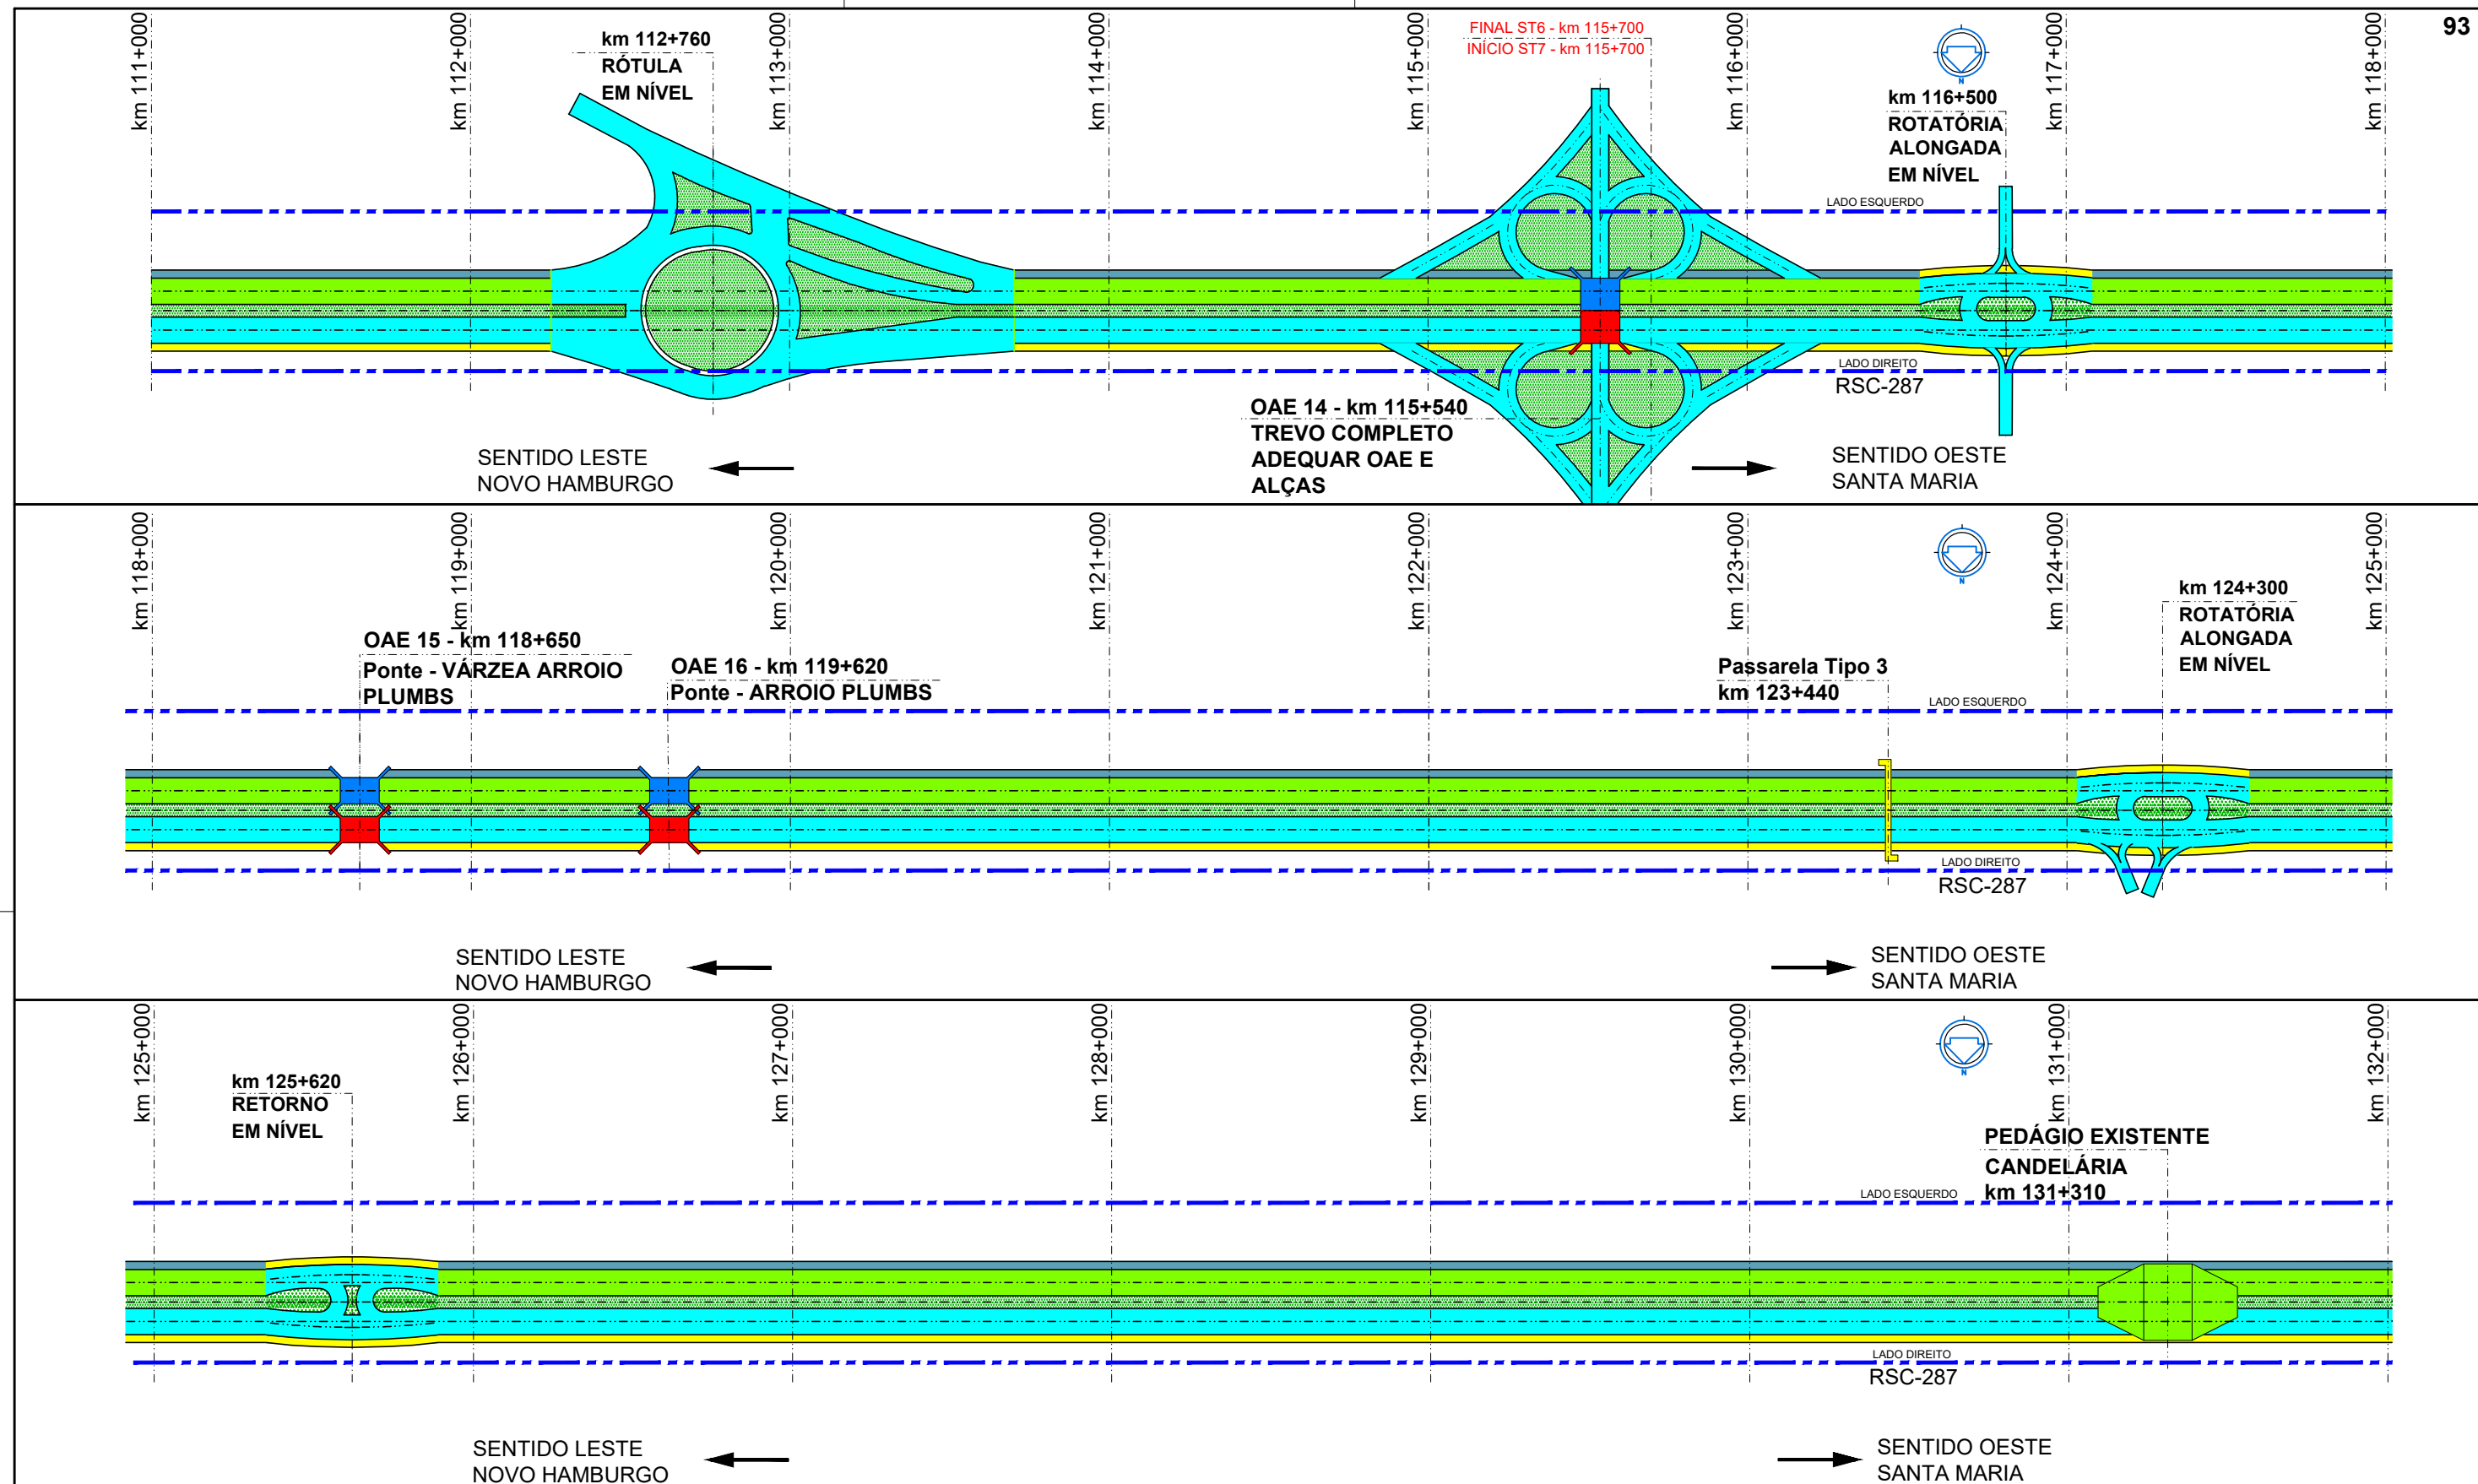 93
km 111+000
km 112+000
km 113+000
km 114+000
km 115+000
km 116+000
km 117+000
km 118+000
km 112+760
RÓTULA
EM NÍVEL
FINAL ST6 - km 115+700
INÍCIO ST7 - km 115+700
N
km 116+500
ROTATÓRIA
ALONGADA
EM NÍVEL
LADO ESQUERDO
LADO DIREITO
RSC-287
OAE 14 - km 115+540
TREVO COMPLETO
ADEQUAR OAE E
ALÇAS
SENTIDO LESTE
NOVO HAMBURGO
SENTIDO OESTE
SANTA MARIA
km 118+000
km 119+000
km 120+000
km 121+000
km 122+000
km 123+000
km 124+000
km 125+000
N
OAE 15 - km 118+650
Ponte - VÁRZEA ARROIO
PLUMBS
OAE 16 - km 119+620
Ponte - ARROIO PLUMBS
Passarela Tipo 3
km 123+440
km 124+300
ROTATÓRIA
ALONGADA
EM NÍVEL
LADO ESQUERDO
LADO DIREITO
RSC-287
SENTIDO LESTE
NOVO HAMBURGO
SENTIDO OESTE
SANTA MARIA
km 125+000
km 126+000
km 127+000
km 128+000
km 129+000
km 130+000
km 131+000
km 132+000
N
km 125+620
RETORNO
EM NÍVEL
PEDÁGIO EXISTENTE
CANDELÁRIA
km 131+310
LADO ESQUERDO
LADO DIREITO
RSC-287
SENTIDO LESTE
NOVO HAMBURGO
SENTIDO OESTE
SANTA MARIA